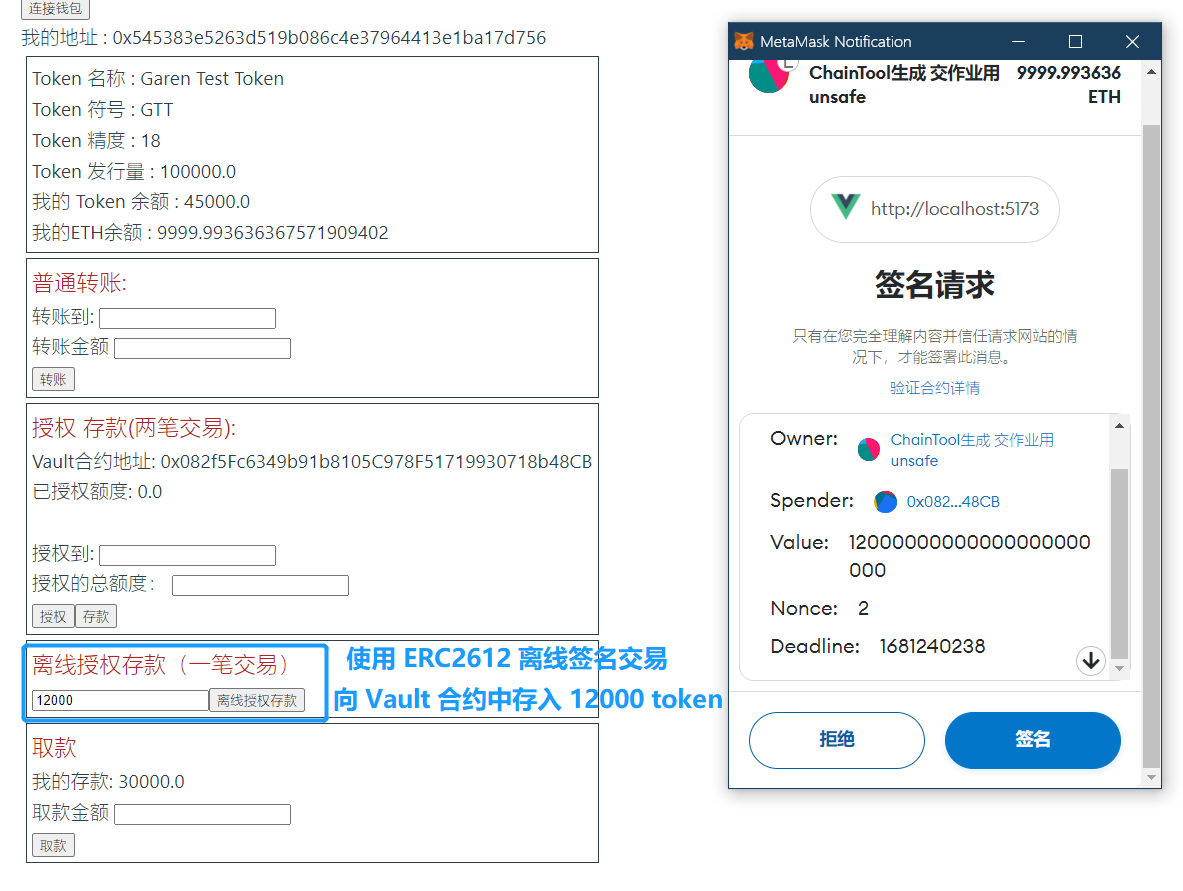 连接钱包
我的地址 : 0x545383e5263d519b086c4e37964413e1ba17d756
Token 名称 : Garen Test Token
Token 符号 : GTT
Token 精度 : 18
Token 发行量 : 100000.0
我的 Token 余额 : 45000.0
我的ETH余额 : 9999.993636367571909402
普通转账:
转账到:
转账金额
转账
授权 存款(两笔交易):
Vault合约地址: 0x082f5Fc6349b91b8105C978F51719930718b48CB
已授权额度: 0.0
授权到:
授权的总额度：
授权 存款
离线授权存款（一笔交易）
12000 离线授权存款
使用 ERC2612 离线签名交易
向 Vault 合约中存入 12000 token
取款
我的存款: 30000.0
取款金额
取款
MetaMask Notification
L
ChainTool生成 交作业用 9999.993636
unsafe ETH
http://localhost:5173
签名请求
只有在您完全理解内容并信任请求网站的情
况下，才能签署此消息。
验证合约详情
Owner: ChainTool生成 交作业用
unsafe
Spender: 0x082...48CB
Value: 1200000000000000000
000
Nonce: 2
Deadline: 1681240238
拒绝 签名